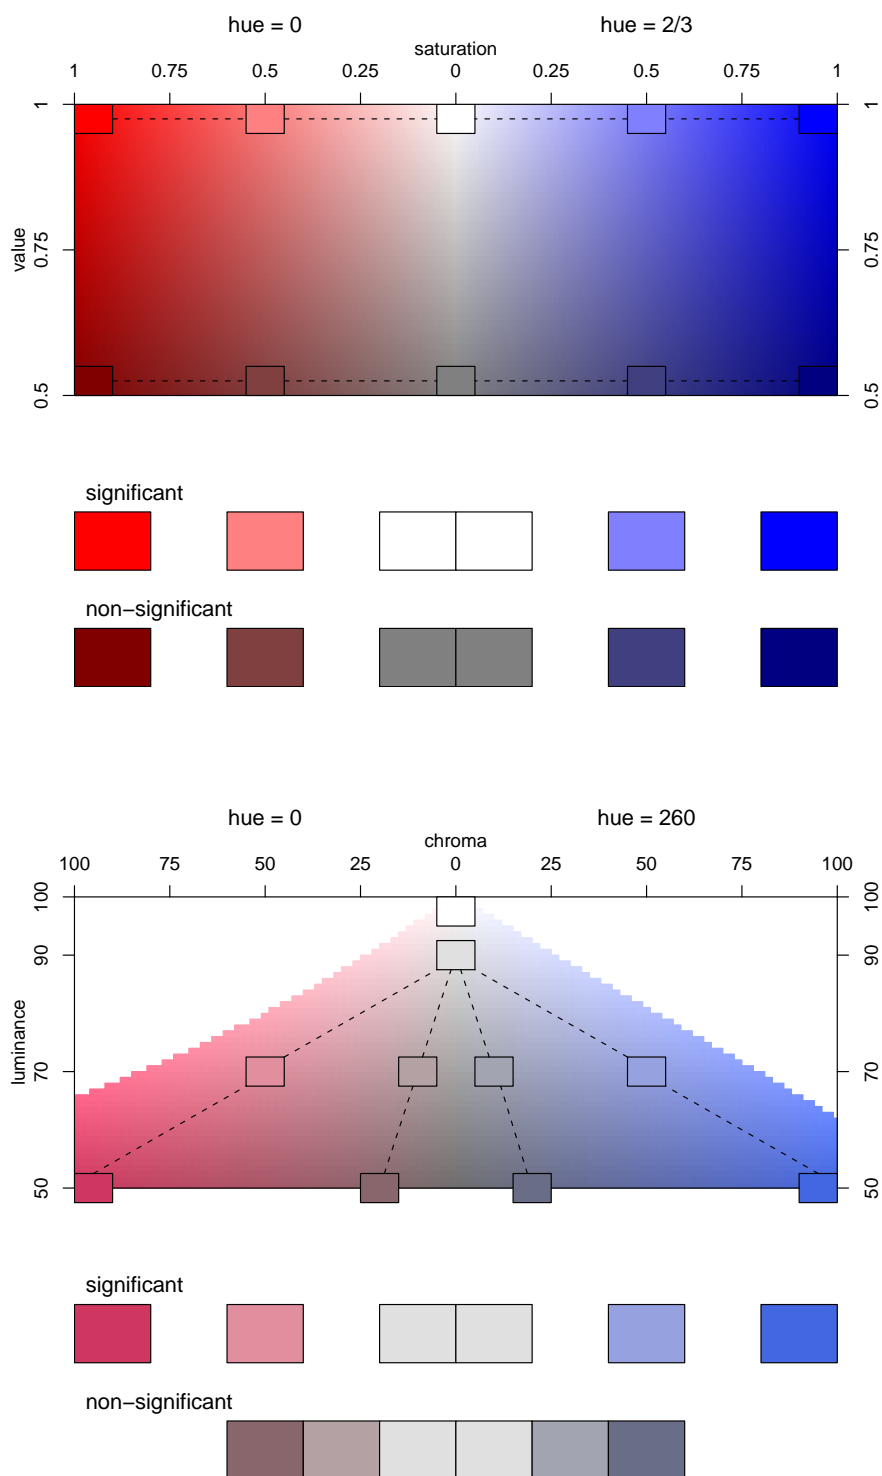 hue = 0 hue = 2/3
saturation
1 0.75 0.5 0.25 0 0.25 0.5 0.75 1
1 1
value 0.75 0.75
0.5 0.5
significant
non−significant
hue = 0 hue = 260
chroma
100 75 50 25 0 25 50 75 100
100 100
90 90
luminance 70 70
50 50
significant
non−significant